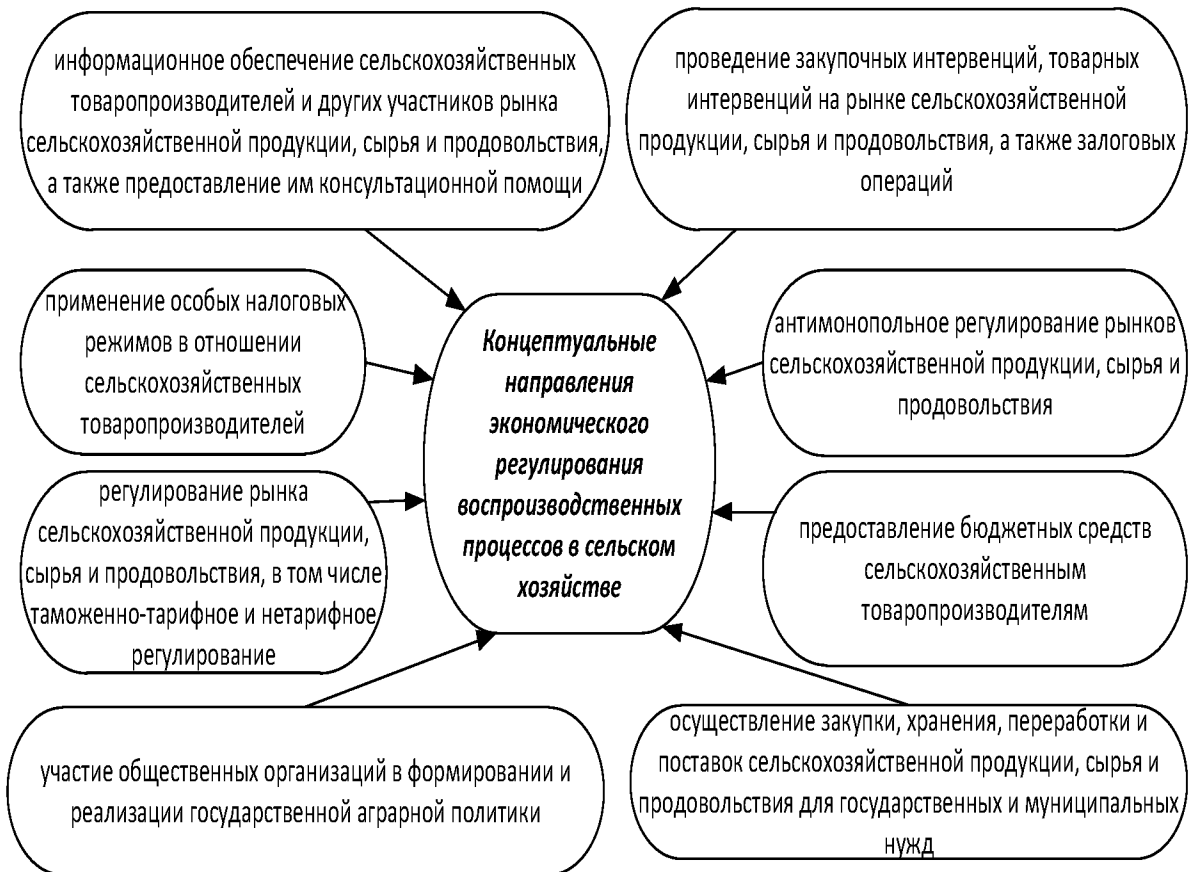 информационное обеспечение сельскохозяйственных
товаропроизводителей и других участников рынка
сельскохозяйственной продукции, сырья и продовольствия,
а также предоставление им консультационной помощи
проведение закупочных интервенций, товарных
интервенций на рынке сельскохозяйственной
продукции, сырья и продовольствия, а также залоговых
операций
применение особых налоговых
режимов в отношении
сельскохозяйственных
товаропроизводителей
Концептуальные
направления
экономического
регулирования
воспроизводственных
процессов в сельском
хозяйстве
антимонопольное регулирование рынков
сельскохозяйственной продукции, сырья и
продовольствия
регулирование рынка
сельскохозяйственной продукции,
сырья и продовольствия, в том числе
таможенно-тарифное и нетарифное
регулирование
предоставление бюджетных средств
сельскохозяйственным
товаропроизводителям
участие общественных организаций в формировании и
реализации государственной аграрной политики
осуществление закупки, хранения, переработки и
поставок сельскохозяйственной продукции, сырья и
продовольствия для государственных и муниципальных
нужд